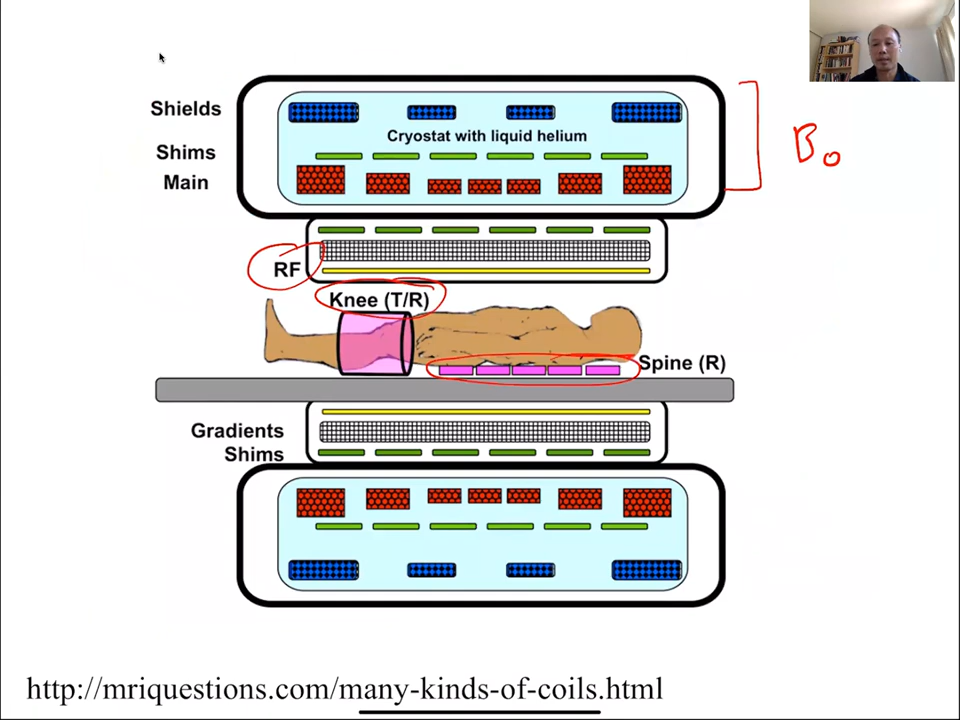 Shields
Cryostat with liquid helium
Shims
Main
B₀
RF
Knee (T/R)
Spine (R)
Gradients
Shims
http://mriquestions.com/many-kinds-of-coils.html